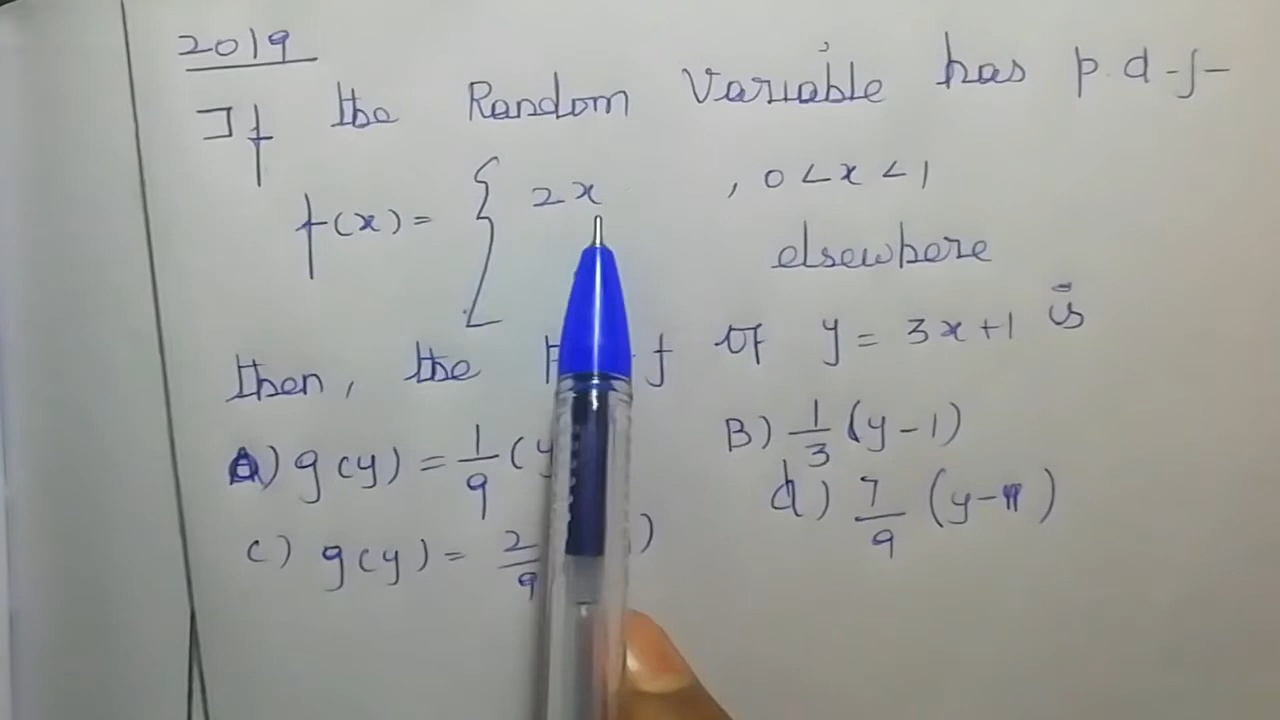 2019
If the Random Variable has p.d.f
f(x) = { 2x , 0<x<1
elsewhere
then, the f of y = 3x+1 is
A) g(y) = 1/9 (y B) 1/3 (y-1)
C) g(y) = 2/9 ) d) 7/9 (y-π)